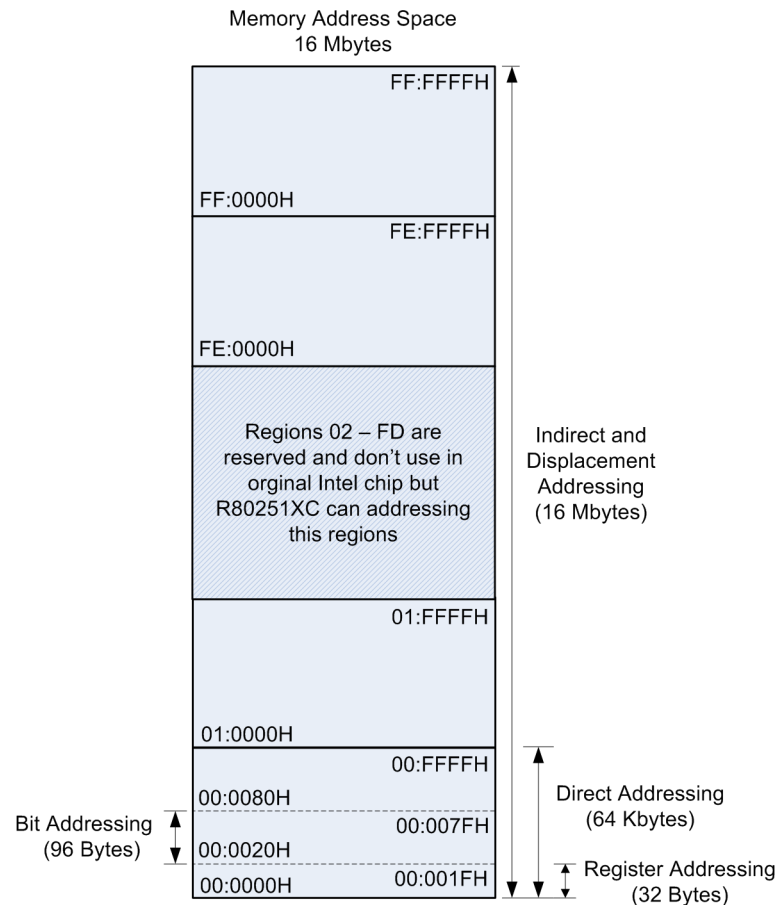 Memory Address Space
16 Mbytes
FF:FFFFH
FF:0000H
FE:FFFFH
FE:0000H
Regions 02 – FD are
reserved and don't use in
orginal Intel chip but
R80251XC can addressing
this regions
Indirect and
Displacement
Addressing
(16 Mbytes)
01:FFFFH
01:0000H
00:FFFFH
00:0080H
Direct Addressing
(64 Kbytes)
Bit Addressing
(96 Bytes)
00:007FH
00:0020H
00:001FH
00:0000H
Register Addressing
(32 Bytes)